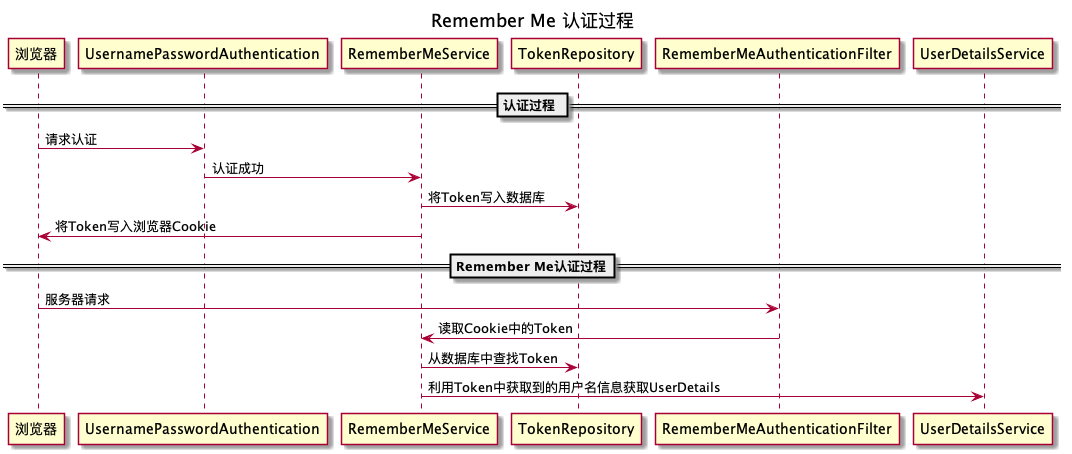 Remember Me 认证过程
浏览器
UsernamePasswordAuthentication
RememberMeService
TokenRepository
RememberMeAuthenticationFilter
UserDetailsService
认证过程
请求认证
认证成功
将Token写入数据库
将Token写入浏览器Cookie
Remember Me认证过程
服务器请求
读取Cookie中的Token
从数据库中查找Token
利用Token中获取到的用户名信息获取UserDetails
浏览器
UsernamePasswordAuthentication
RememberMeService
TokenRepository
RememberMeAuthenticationFilter
UserDetailsService